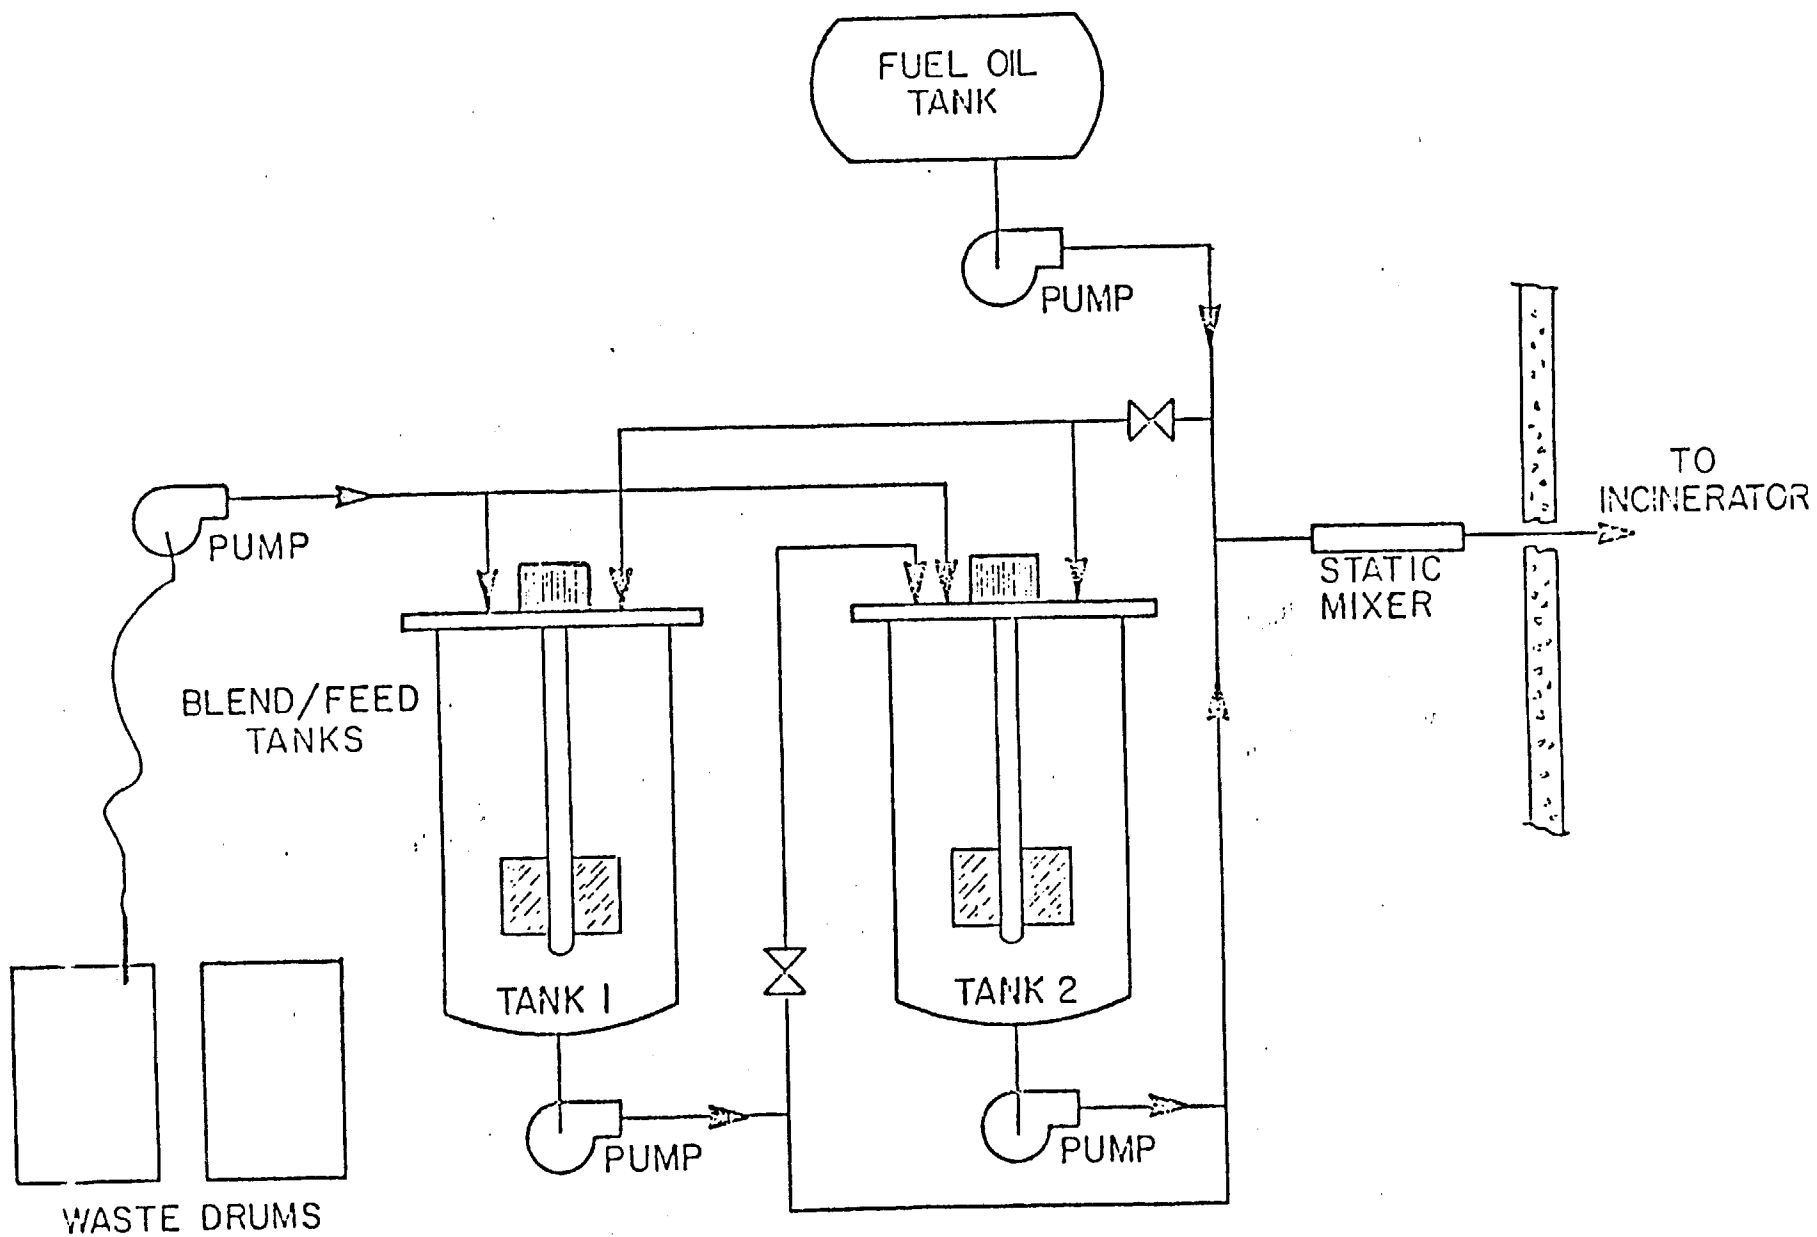 FUEL OIL
TANK
PUMP
TO
INCINERATOR
PUMP
STATIC
MIXER
BLEND/FEED
TANKS
TANK 1
TANK 2
PUMP
PUMP
WASTE DRUMS